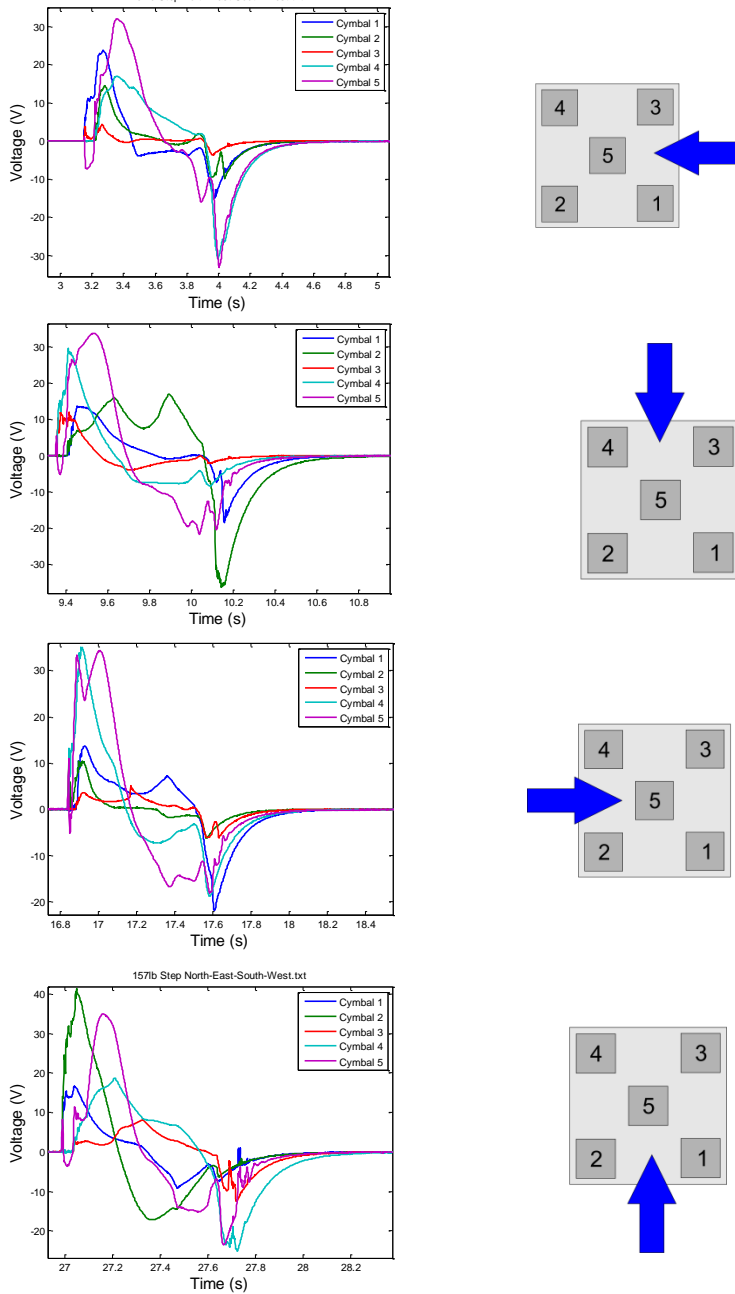 30
20
10
0
-10
-20
-30
3 3.2 3.4 3.6 3.8 4 4.2 4.4 4.6 4.8 5
Voltage (V)
Time (s)
Cymbal 1
Cymbal 2
Cymbal 3
Cymbal 4
Cymbal 5
4 3
5
2 1
30
20
10
0
-10
-20
-30
9.4 9.6 9.8 10 10.2 10.4 10.6 10.8
Voltage (V)
Time (s)
Cymbal 1
Cymbal 2
Cymbal 3
Cymbal 4
Cymbal 5
4 3
5
2 1
30
20
10
0
-10
-20
16.8 17 17.2 17.4 17.6 17.8 18 18.2 18.4
Voltage (V)
Time (s)
Cymbal 1
Cymbal 2
Cymbal 3
Cymbal 4
Cymbal 5
4 3
5
2 1
157lb Step North-East-South-West.txt
40
30
20
10
0
-10
-20
27 27.2 27.4 27.6 27.8 28 28.2
Voltage (V)
Time (s)
Cymbal 1
Cymbal 2
Cymbal 3
Cymbal 4
Cymbal 5
4 3
5
2 1